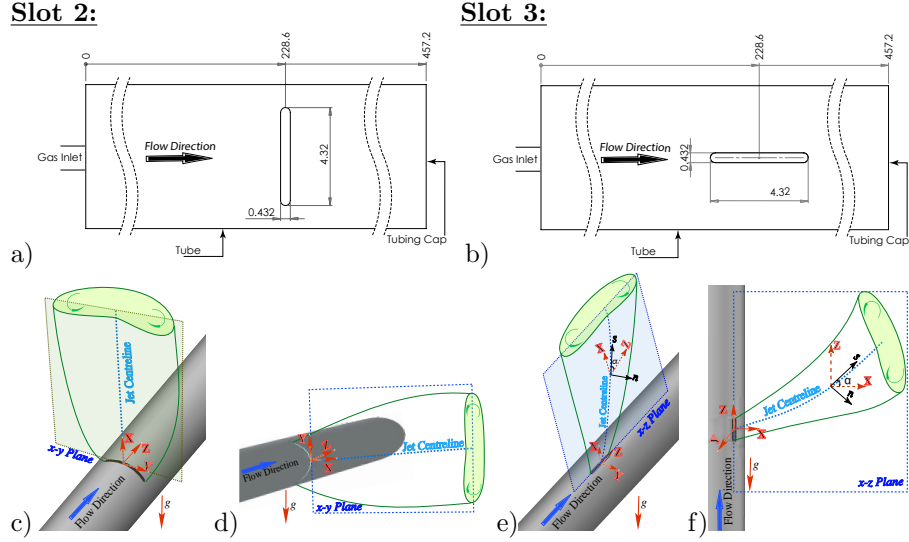 Slot 2:
Slot 3:
0
228.6
457.2
Gas Inlet
Flow Direction
4.32
0.432
Tube
Tubing Cap
a)
0
228.6
457.2
Gas Inlet
Flow Direction
0.432
4.32
Tube
Tubing Cap
b)
Jet Centreline
X
Z
Y
x-y Plane
Flow Direction
g
c)
X
Z
Y
Jet Centreline
Flow Direction
x-y Plane
g
d)
X
S
Z
α
n
Jet Centreline
x-z Plane
X
Z
Y
Flow Direction
g
e)
Z
S
α
X
n
Jet Centreline
Z
X
Y
g
Flow Direction
x-z Plane
f)